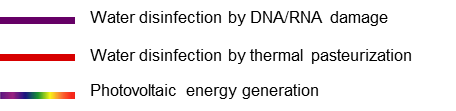 Water disinfection by DNA/RNA damage
Water disinfection by thermal pasteurization
Photovoltaic energy generation